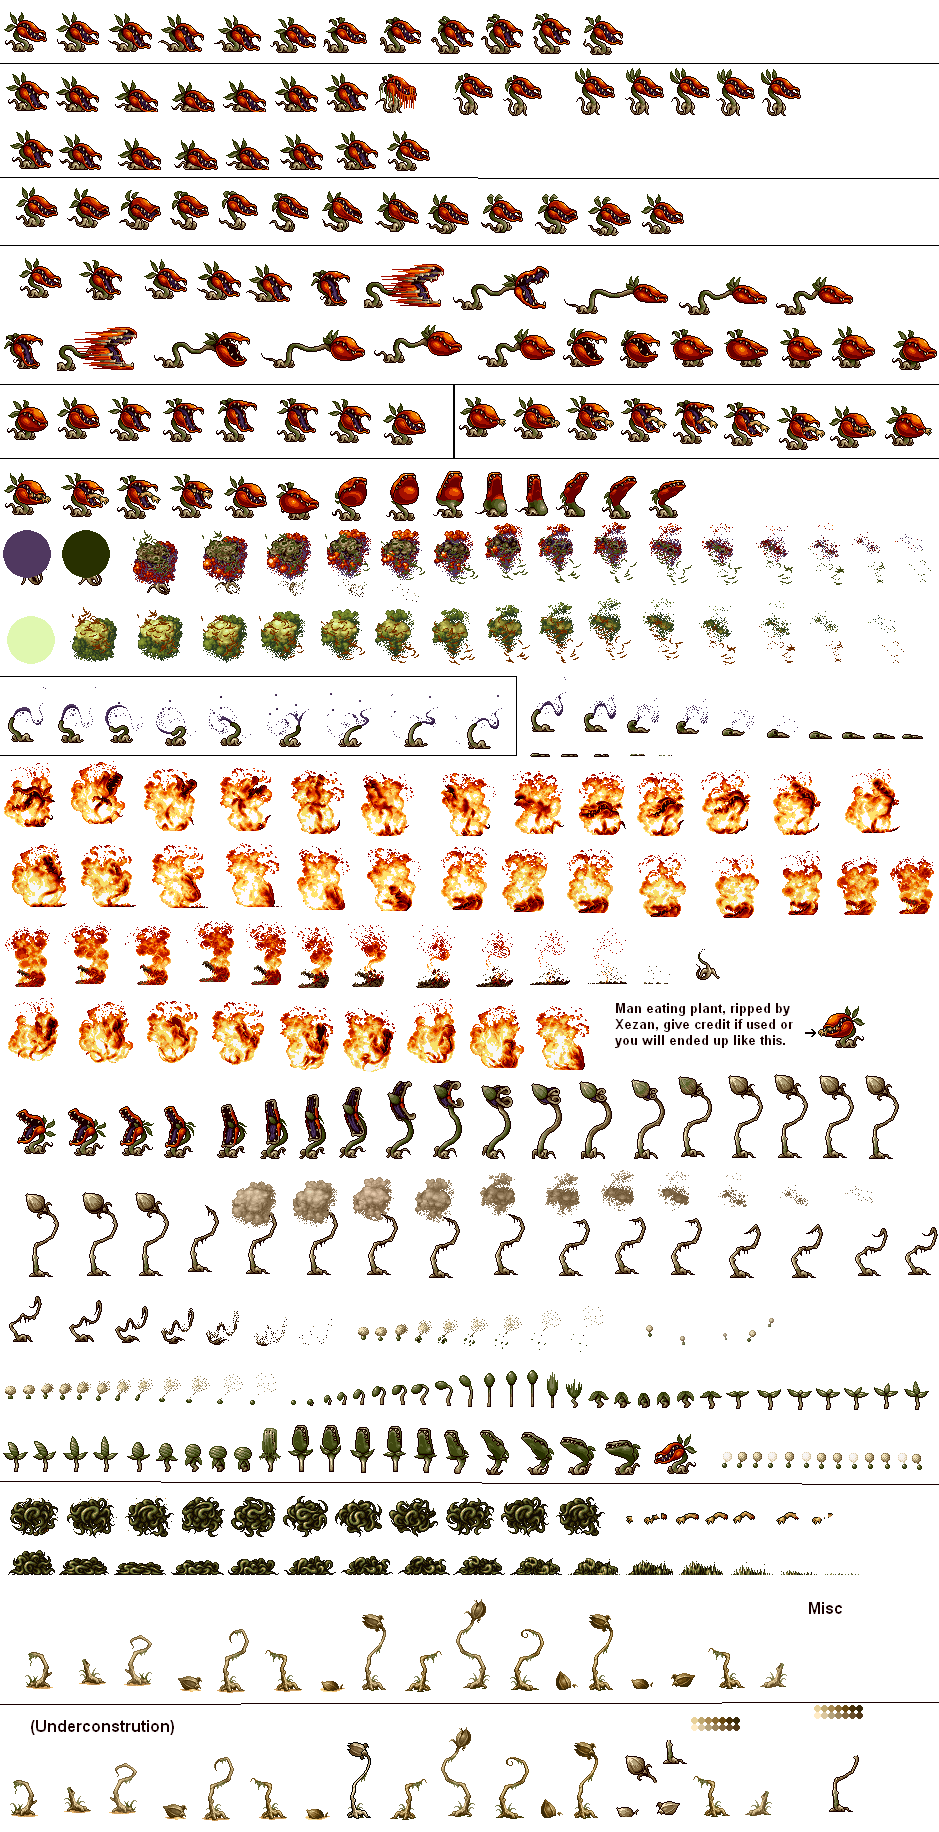 Man eating plant, ripped by
Xezan, give credit if used or
you will ended up like this.
Misc
(Underconstrution)